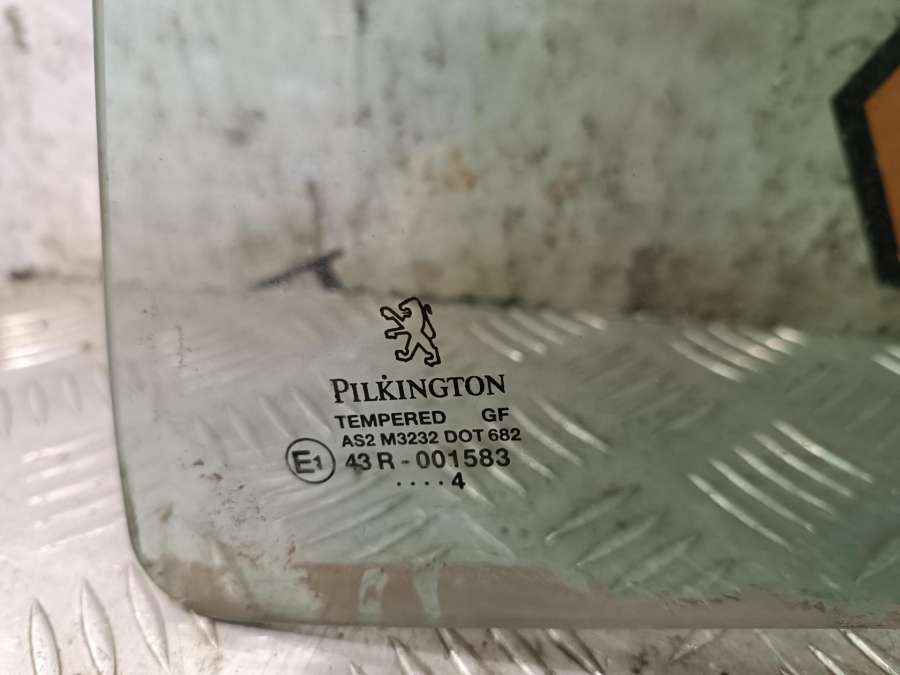 PILKINGTON
TEMPERED GF
AS2 M3232 DOT 682
E1 43 R - 001583
. . . . 4